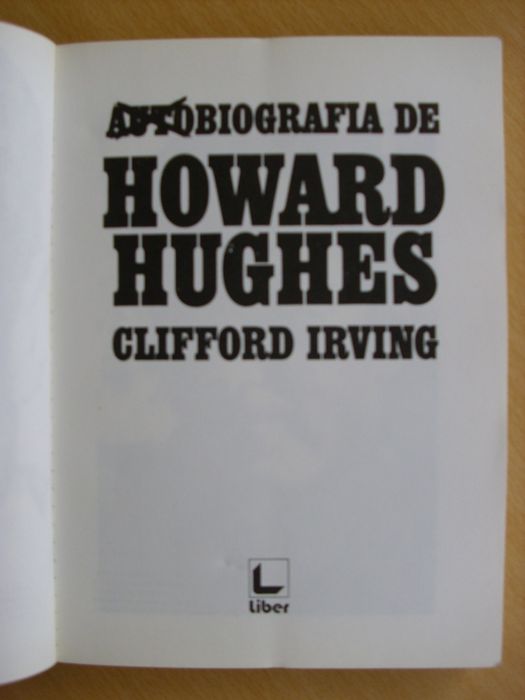 AUTOBIOGRAFIA DE
HOWARD
HUGHES
CLIFFORD IRVING
L
Liber